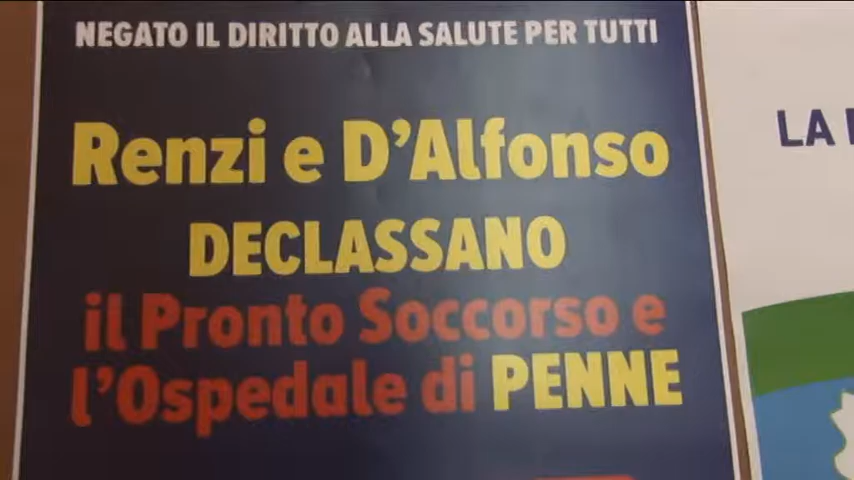 NEGATO IL DIRITTO ALLA SALUTE PER TUTTI
Renzi e D'Alfonso
DECLASSANO
il Pronto Soccorso e
l'Ospedale di PENNE
LA